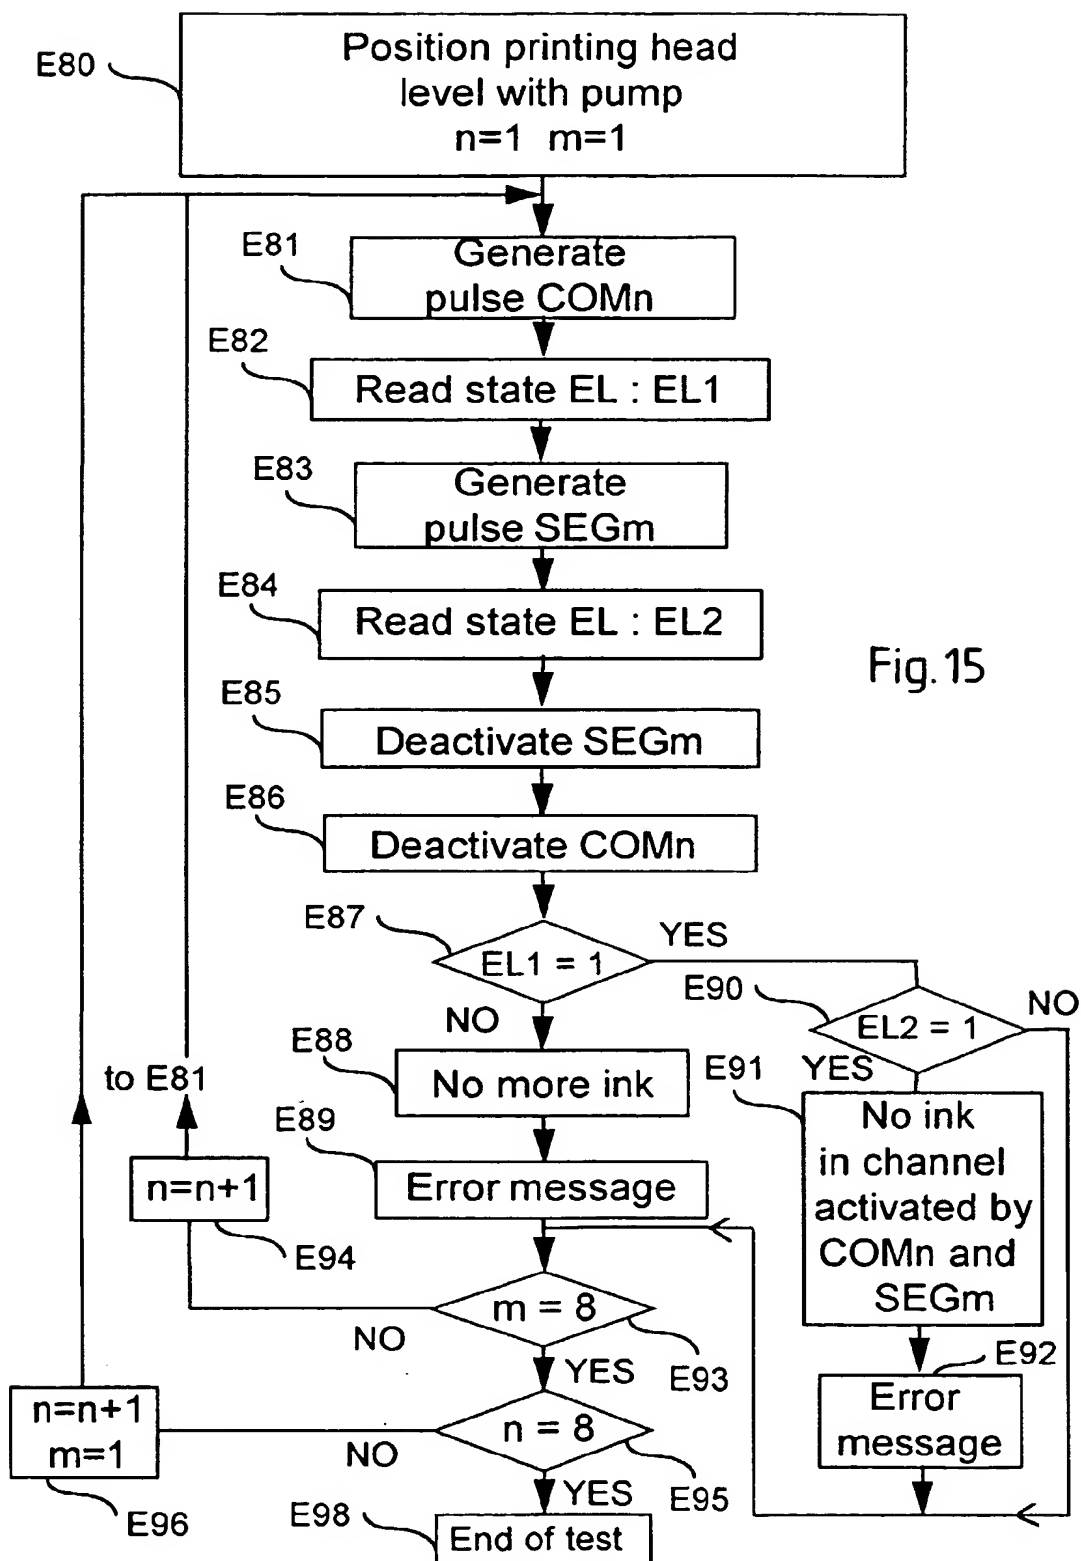 E80
Position printing head
level with pump
n=1 m=1
E81
Generate
pulse COMn
E82
Read state EL : EL1
E83
Generate
pulse SEGm
E84
Read state EL : EL2
Fig.15
E85
Deactivate SEGm
E86
Deactivate COMn
E87
EL1 = 1
YES
NO
E90
EL2 = 1
NO
YES
E88
No more ink
E91
No ink
in channel
activated by
COMn and
SEGm
to E81
E89
Error message
n=n+1
E94
m = 8
NO
YES
E93
E92
Error
message
n=n+1
m=1
E96
n = 8
NO
YES
E95
E98
End of test